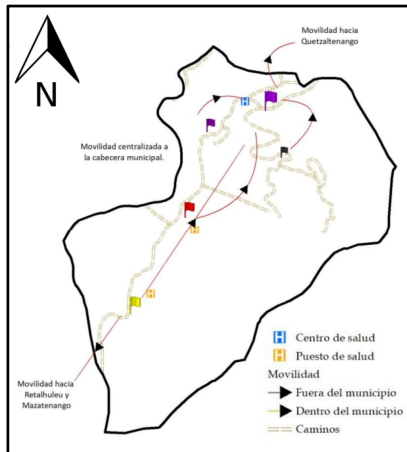 Movilidad hacia
Quetzaltenango
N
H
Movilidad centralizada a
la cabecera municipal.
H
H
Movilidad hacia
Retalhuleu y
Mazatenango
H Centro de salud
H Puesto de salud
Movilidad
Fuera del municipio
Dentro del municipio
Caminos